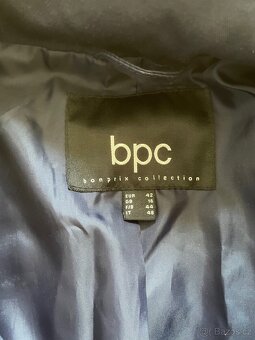 bpc
bonprix collection
EUR 42
GB 16
F/B 44
IT 48